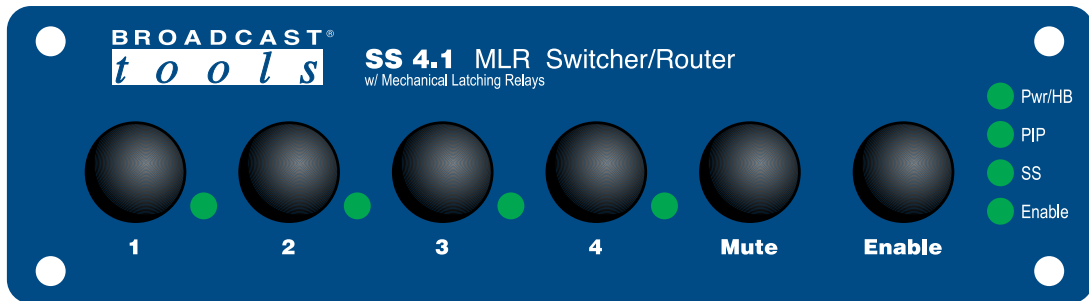 BROADCAST®
tools
SS 4.1 MLR Switcher/Router
w/ Mechanical Latching Relays
Pwr/HB
PIP
SS
Enable
1 2 3 4 Mute Enable